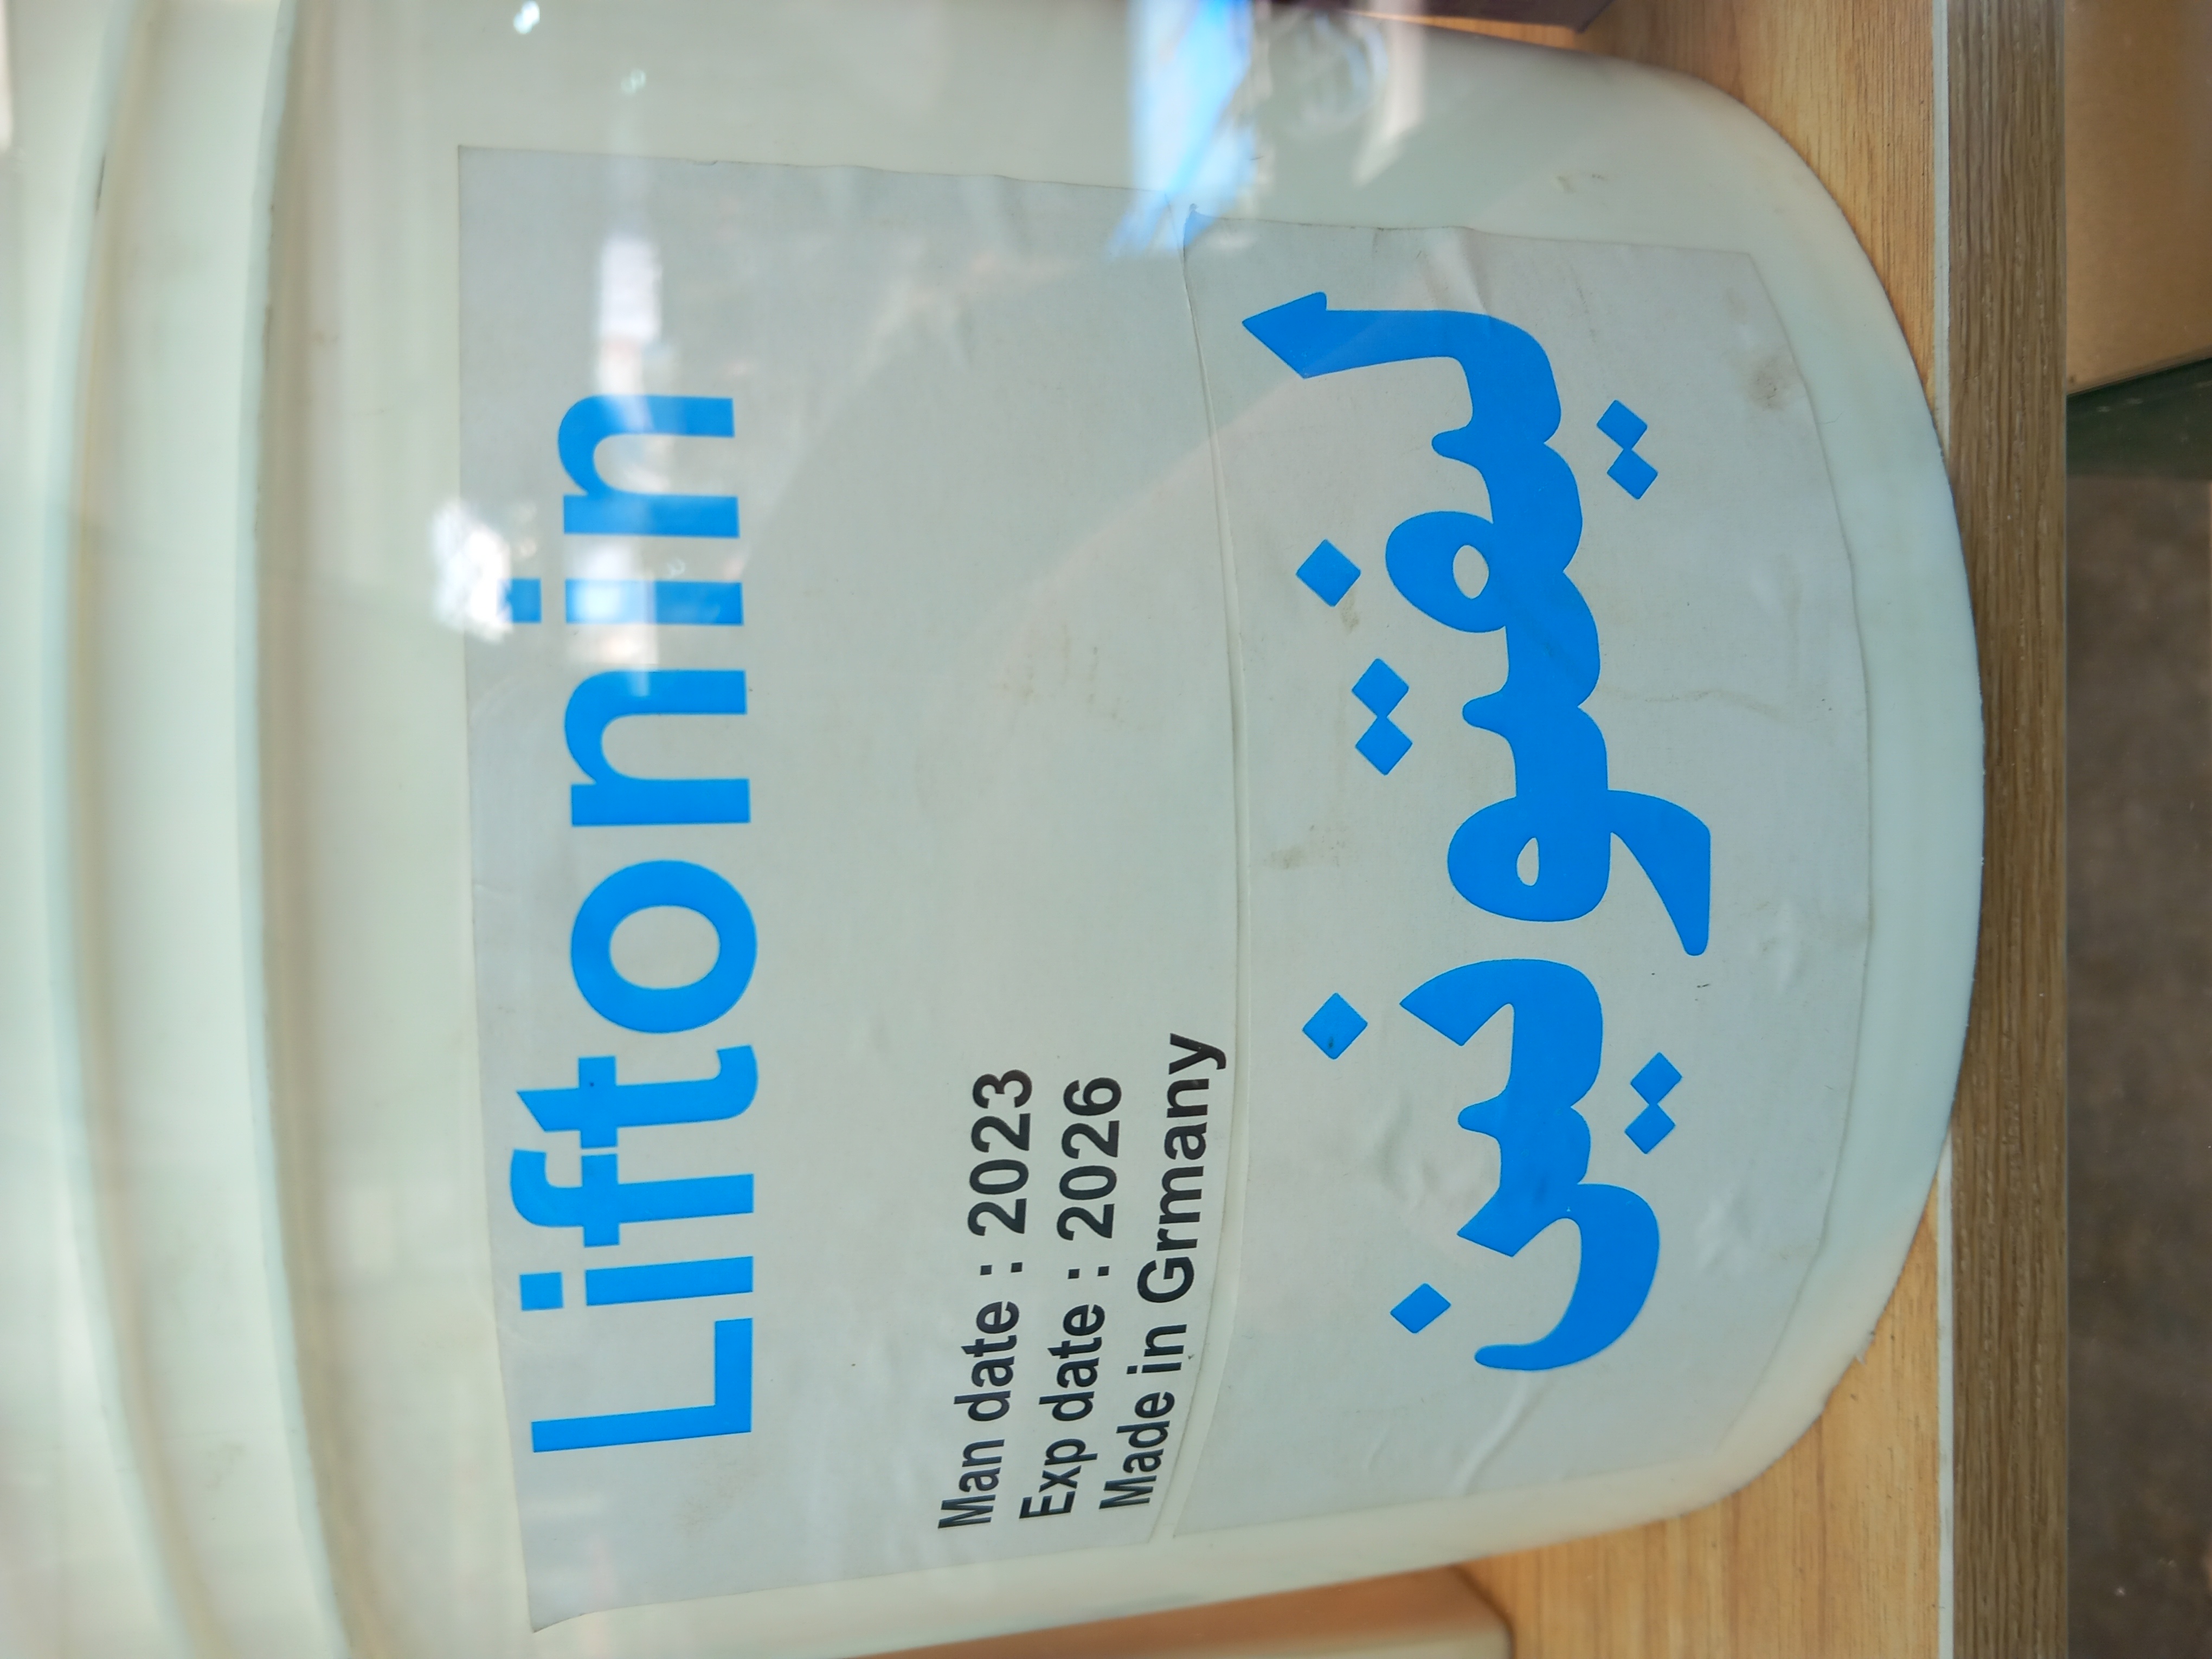 Liftonin
Man date : 2023
Exp date : 2026
Made in Grmany
ليفتونين